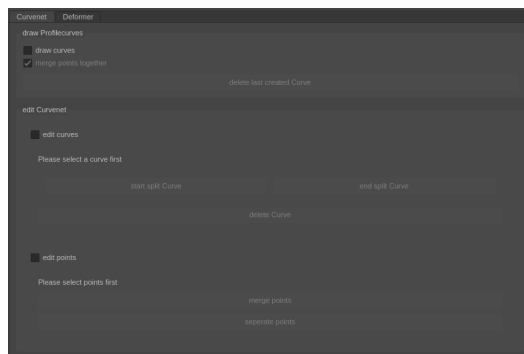 Curvenet Deformer
draw Profilecurves
draw curves
merge points together
delete last created Curve
edit Curvenet
edit curves
Please select a curve first
start split Curve end split Curve
delete Curve
edit points
Please select points first
merge points
seperate points